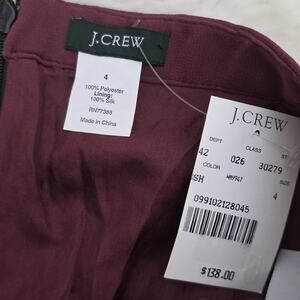 J.CREW
4
100% Polyester
Lining:
100% Silk
RN77388
Made in China
J.CREW
DEPT
CLASS
42
026
30279
COLOR
SH
4
099102128045
$138.00